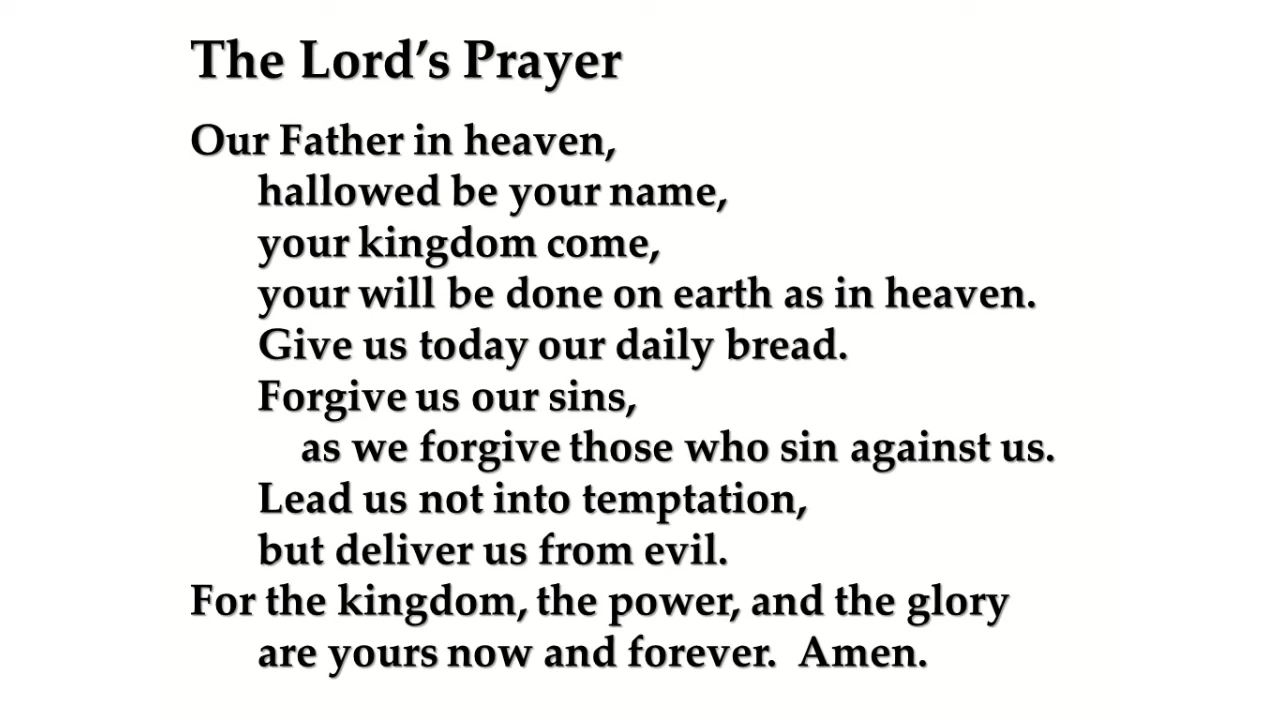 The Lord’s Prayer
Our Father in heaven,
hallowed be your name,
your kingdom come,
your will be done on earth as in heaven.
Give us today our daily bread.
Forgive us our sins,
as we forgive those who sin against us.
Lead us not into temptation,
but deliver us from evil.
For the kingdom, the power, and the glory
are yours now and forever.  Amen.